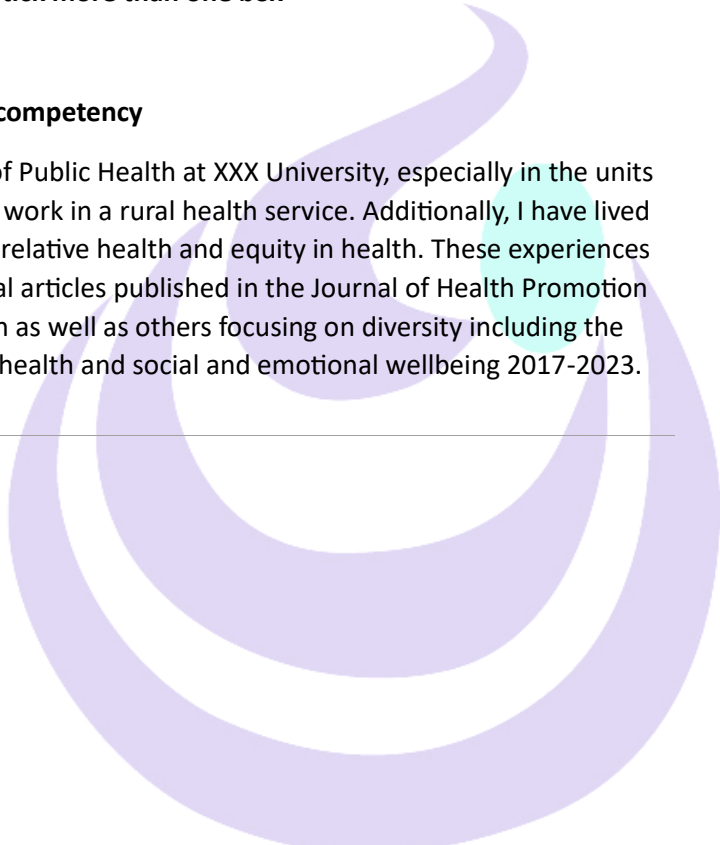 competency
of Public Health at XXX University, especially in the units
work in a rural health service. Additionally, I have lived
relative health and equity in health. These experiences
al articles published in the Journal of Health Promotion
n as well as others focusing on diversity including the
health and social and emotional wellbeing 2017-2023.